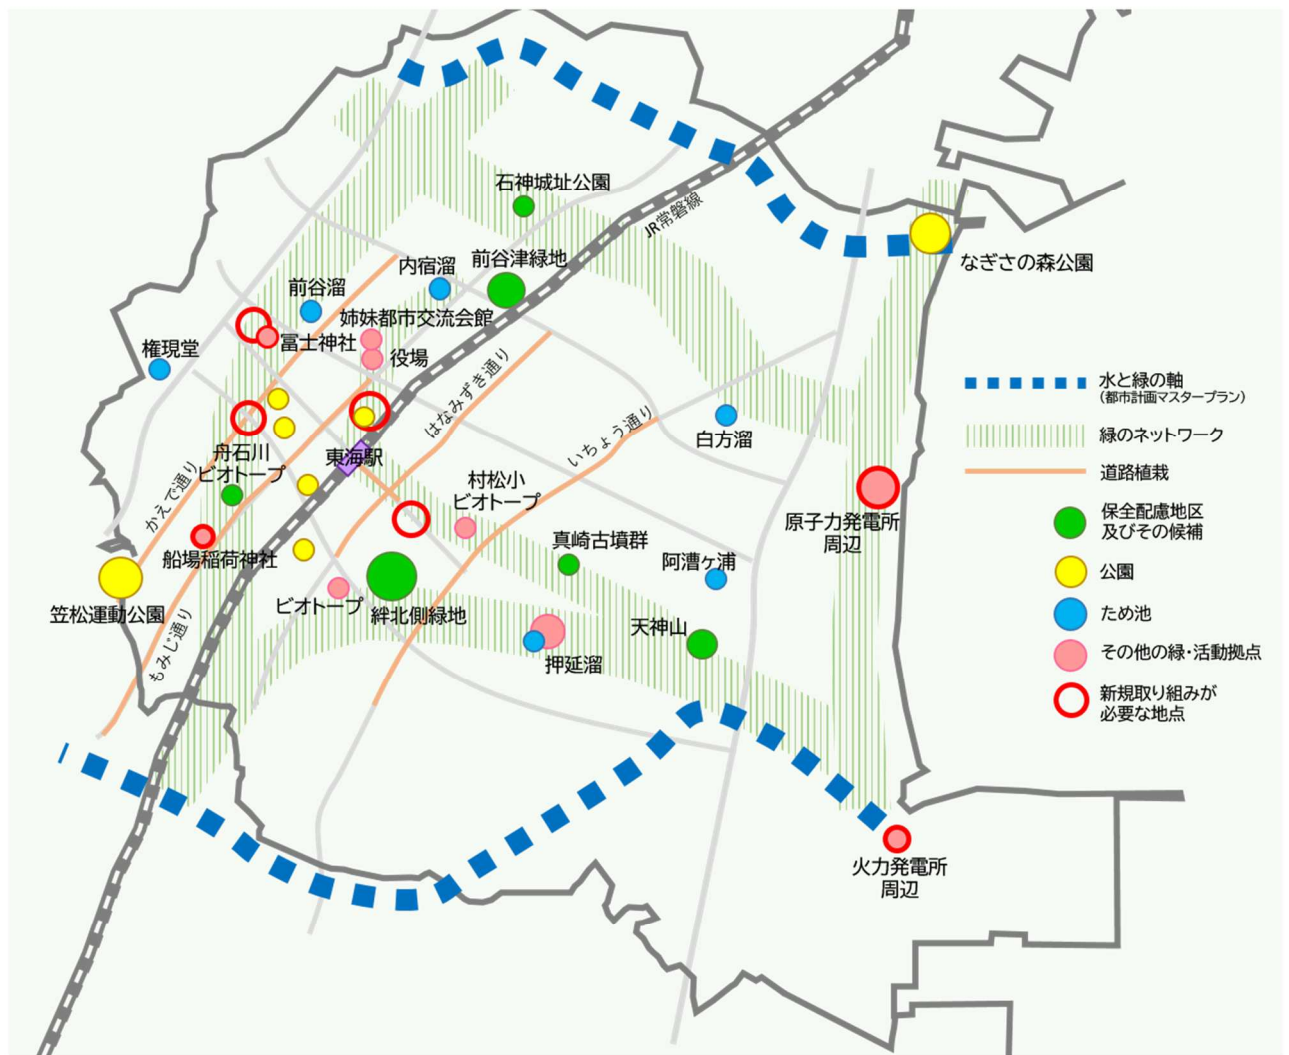 石神城址公園
JR常磐線
なぎさの森公園
内宿溜
前谷津緑地
前谷溜
姉妹都市交流会館
冨士神社
役場
権現堂
はなみずき通り
いちょう通り
白方溜
東海駅
舟石川
ビオトープ
かえで通り
村松小
ビオトープ
原子力発電所
周辺
船場稲荷神社
真崎古墳群
阿漕ヶ浦
笠松運動公園
ビオトープ
絆北側緑地
もみじ通り
天神山
押延溜
火力発電所
周辺
水と緑の軸
(都市計画マスタープラン)
緑のネットワーク
道路植栽
保全配慮地区
及びその候補
公園
ため池
その他の緑・活動拠点
新規取り組みが
必要な地点